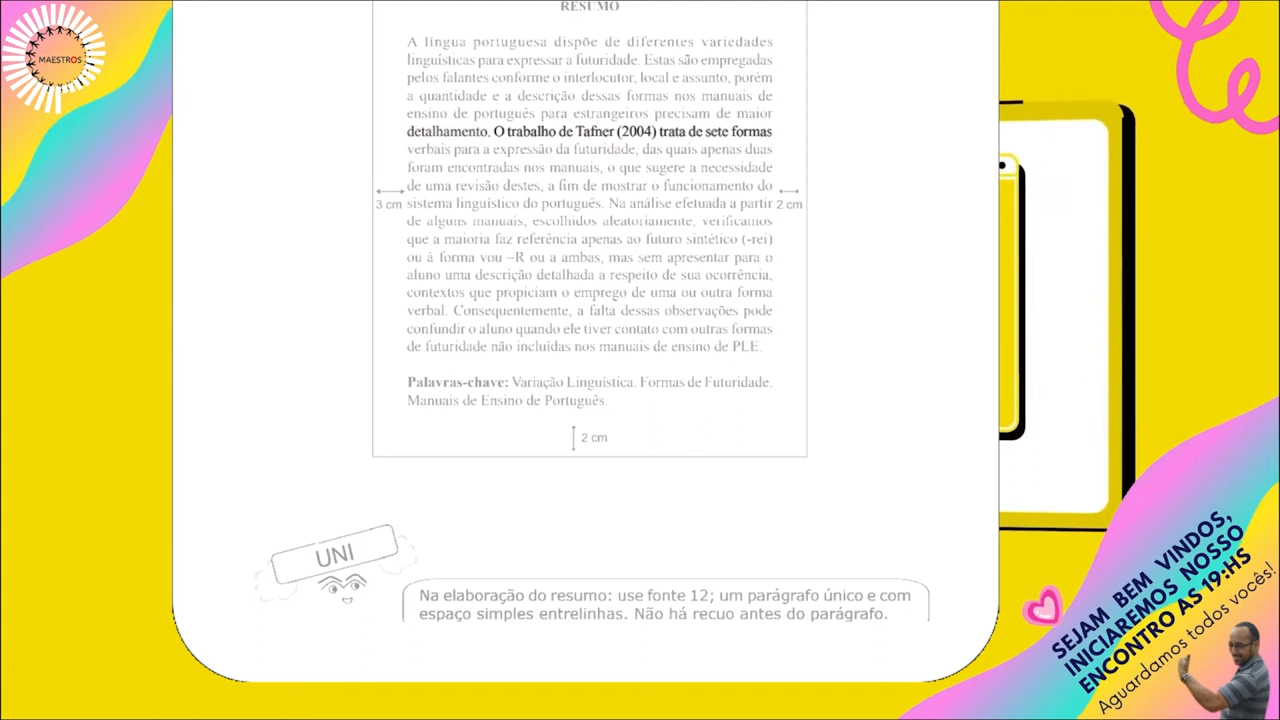 MAESTROS
RESUMO
A língua portuguesa dispõe de diferentes variedades
linguísticas para expressar a futuridade. Estas são empregadas
pelos falantes conforme o interlocutor, local e assunto, porém
a quantidade e a descrição dessas formas nos manuais de
ensino de português para estrangeiros precisam de maior
detalhamento. O trabalho de Tafner (2004) trata de sete formas
verbais para a expressão da futuridade, das quais apenas duas
foram encontradas nos manuais, o que sugere a necessidade
de uma revisão destes, a fim de mostrar o funcionamento do
sistema linguístico do português. Na análise efetuada a partir
de alguns manuais, escolhidos aleatoriamente, verificamos
que a maioria faz referência apenas ao futuro sintético (-rei)
ou à forma vou –R ou a ambas, mas sem apresentar para o
aluno uma descrição detalhada a respeito de sua ocorrência,
contextos que propiciam o emprego de uma ou outra forma
verbal. Consequentemente, a falta dessas observações pode
confundir o aluno quando ele tiver contato com outras formas
de futuridade não incluídas nos manuais de ensino de PLE.
3 cm
2 cm
Palavras-chave: Variação Linguística. Formas de Futuridade.
Manuais de Ensino de Português.
2 cm
UNI
Na elaboração do resumo: use fonte 12; um parágrafo único e com
espaço simples entrelinhas. Não há recuo antes do parágrafo.
SEJAM BEM VINDOS,
INICIAREMOS NOSSO
ENCONTRO AS 19:HS
Aguardamos todos vocês!